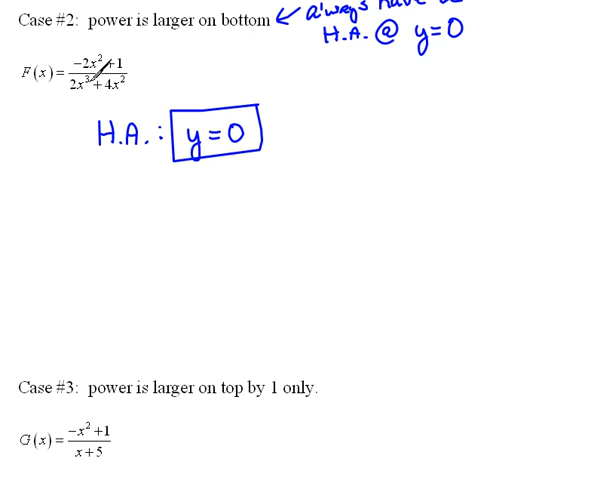 Case #2: power is larger on bottom ← always have
H.A. @ y=0
F(x) = (-2x²+1)/(2x³+4x²)
H.A.: y=0
Case #3: power is larger on top by 1 only.
G(x) = (-x²+1)/(x+5)